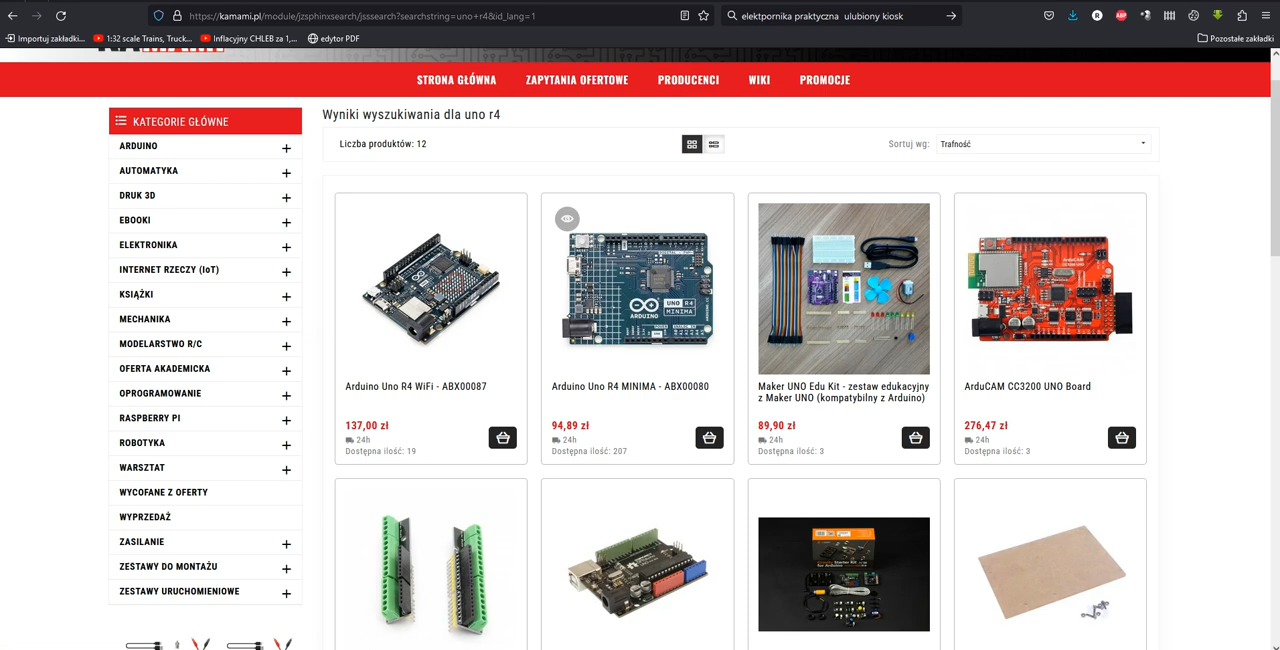 https://kamami.pl/module/jzsphinxsearch/jsssearch?searchstring=uno+r4&id_lang=1
elektpornika praktyczna ulubiony kiosk
Importuj zakładki...
1:32 scale Trains, Truck...
Inflacyjny CHLEB za 1,...
edytor PDF
Pozostałe zakładki
STRONA GŁÓWNA
ZAPYTANIA OFERTOWE
PRODUCENCI
WIKI
PROMOCJE
KATEGORIE GŁÓWNE
ARDUINO
AUTOMATYKA
DRUK 3D
EBOOKI
ELEKTRONIKA
INTERNET RZECZY (IoT)
KSIĄŻKI
MECHANIKA
MODELARSTWO R/C
OFERTA AKADEMICKA
OPROGRAMOWANIE
RASPBERRY PI
ROBOTYKA
WARSZTAT
WYCOFANE Z OFERTY
WYPRZEDAŻ
ZASILANIE
ZESTAWY DO MONTAŻU
ZESTAWY URUCHOMIENIOWE
Wyniki wyszukiwania dla uno r4
Liczba produktów: 12
Sortuj wg:
Trafność
Arduino Uno R4 WiFi - ABX00087
137,00 zł
24h
Dostępna ilość: 19
UNO R4
MINIMA
ARDUINO
Arduino Uno R4 MINIMA - ABX00080
94,89 zł
24h
Dostępna ilość: 207
Maker UNO Edu Kit - zestaw edukacyjny
z Maker UNO (kompatybilny z Arduino)
89,90 zł
24h
Dostępna ilość: 3
ArduCAM CC3200 UNO Board
276,47 zł
24h
Dostępna ilość: 3